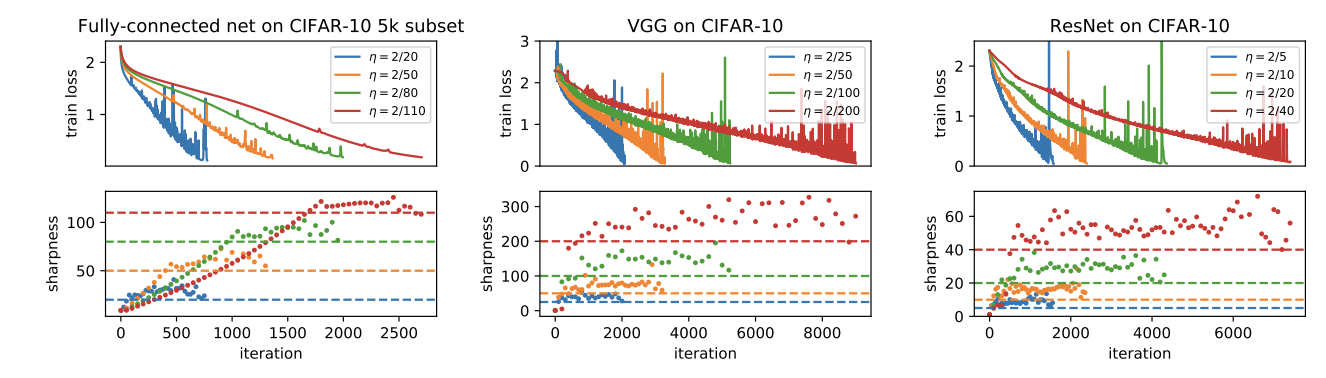 Fully-connected net on CIFAR-10 5k subset
train loss
2
1
η = 2/20
η = 2/50
η = 2/80
η = 2/110
sharpness
100
50
0
500
1000
1500
2000
2500
iteration
VGG on CIFAR-10
train loss
3
2
1
0
η = 2/25
η = 2/50
η = 2/100
η = 2/200
sharpness
300
200
100
0
0
2000
4000
6000
8000
iteration
ResNet on CIFAR-10
train loss
2
1
0
η = 2/5
η = 2/10
η = 2/20
η = 2/40
sharpness
60
40
20
0
0
2000
4000
6000
iteration